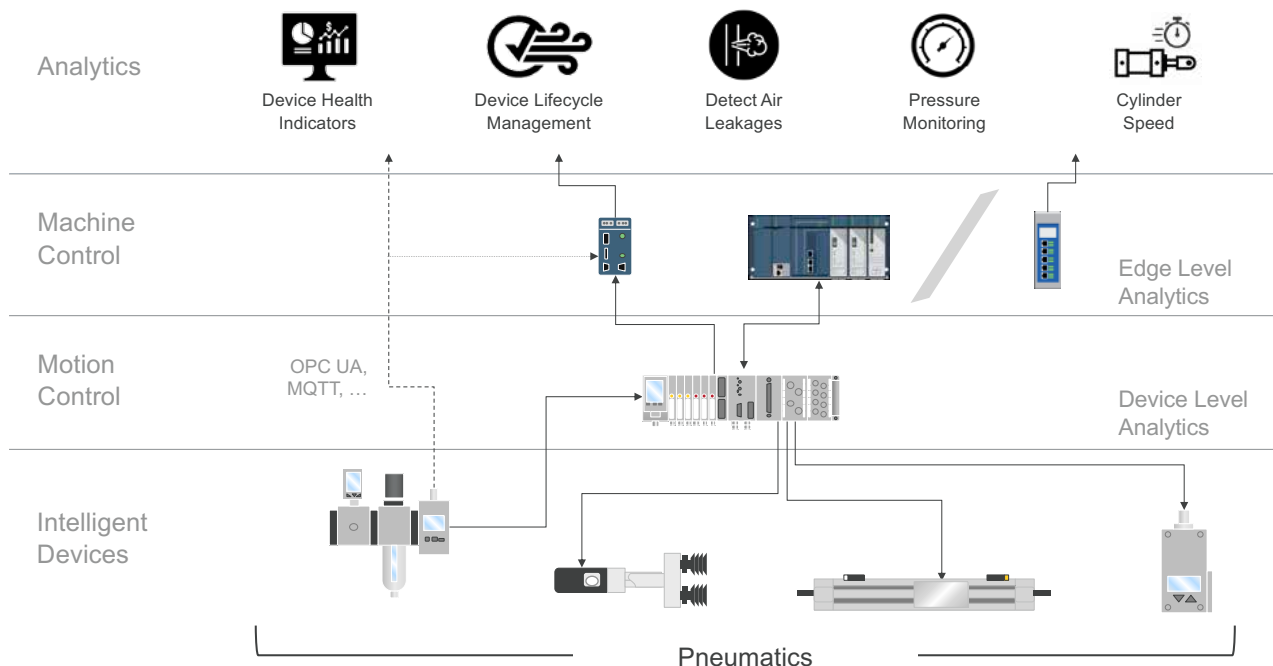 Analytics
Device Health
Indicators
Device Lifecycle
Management
Detect Air
Leakages
Pressure
Monitoring
Cylinder
Speed
Machine
Control
Edge Level
Analytics
Motion
Control
OPC UA,
MQTT, …
Device Level
Analytics
Intelligent
Devices
Pneumatics